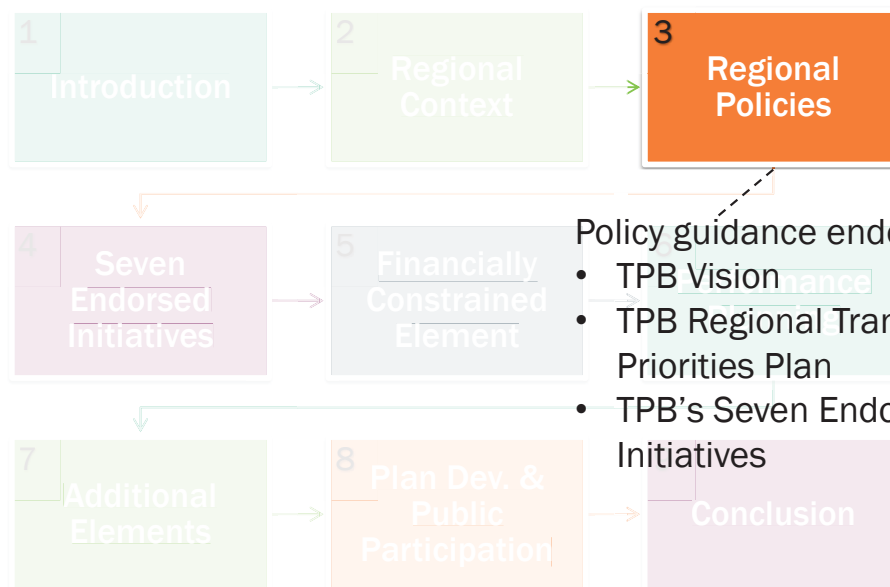 1
Introduction
2
Regional
Context
3
Regional
Policies
4
Seven
Endorsed
Initiatives
5
Financially
Constrained
Element
6
Policy guidance endo
• TPB Vision
• TPB Regional Tran
Priorities Plan
• TPB's Seven Endo
Initiatives
7
Additional
Elements
8
Plan Dev. &
Public
Participation
Conclusion